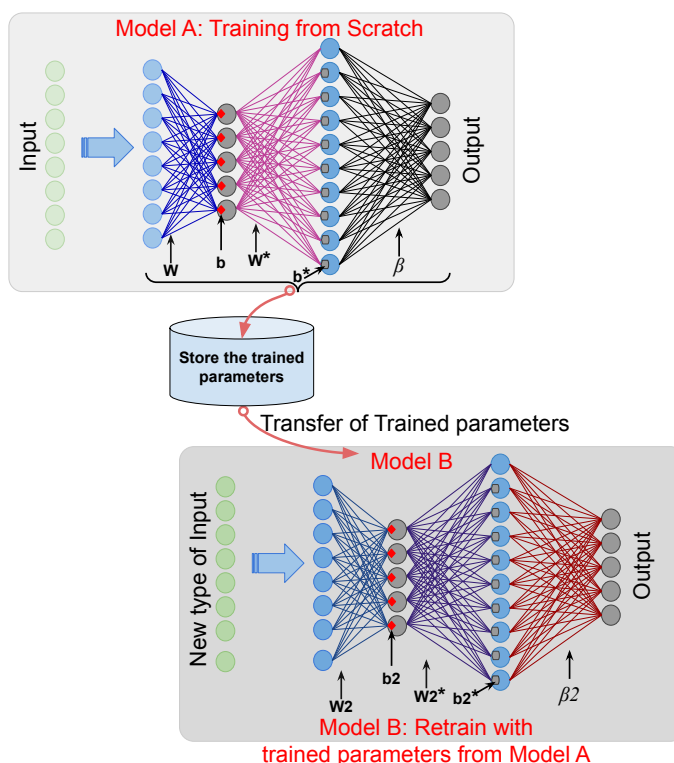 Model A: Training from Scratch
Input
Output
W
b
W*
b*
β
Store the trained
parameters
Transfer of Trained parameters
Model B
New type of Input
Output
W2
b2
W2*
b2*
β2
Model B: Retrain with
trained parameters from Model A